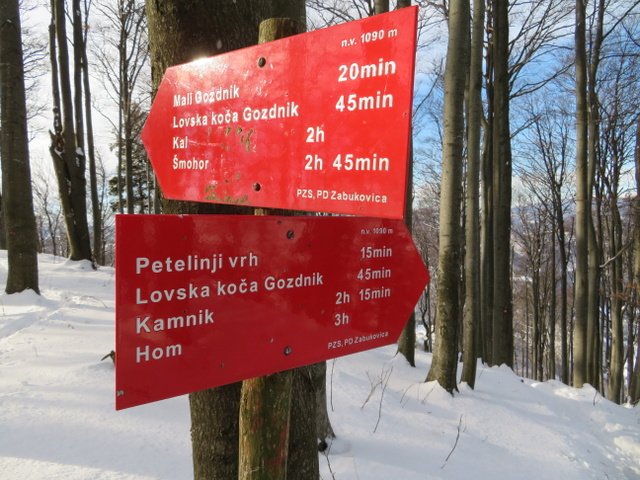 n.v. 1090 m
Mali Gozdnik 20min
Lovska koča Gozdnik 45min
Kal 2h
Šmohor 2h 45min
PZS, PD Zabukovica
n.v. 1090 m
Petelinji vrh 15min
Lovska koča Gozdnik 45min
Kamnik 2h 15min
Hom 3h
PZS, PD Zabukovica